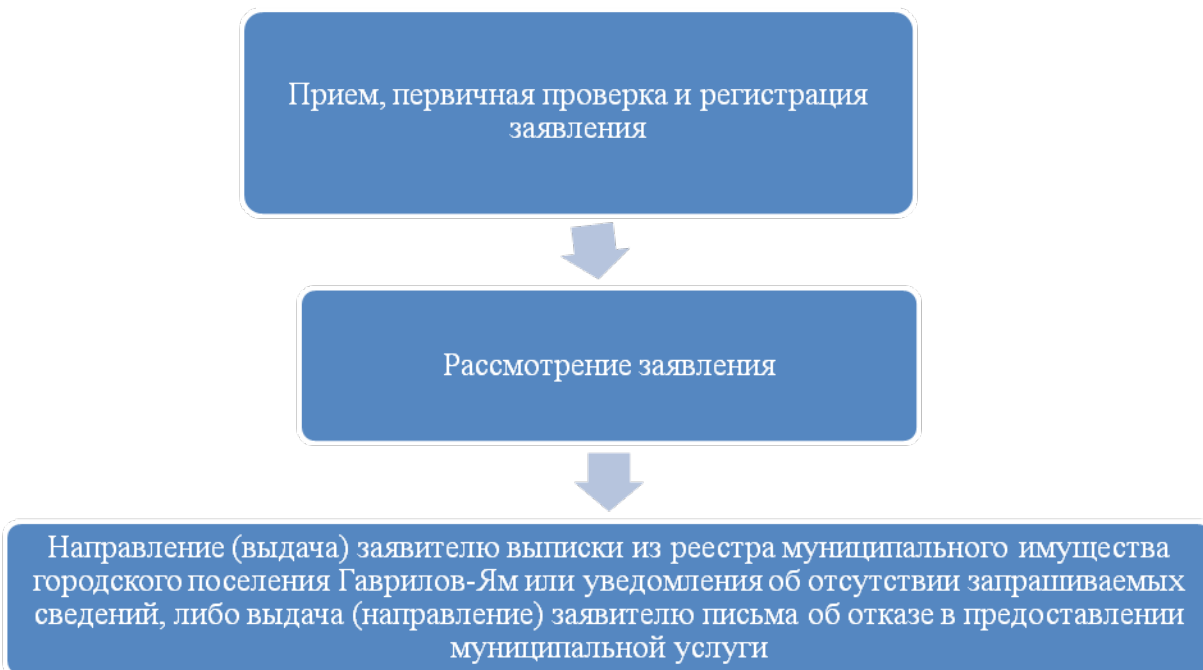 Прием, первичная проверка и регистрация
заявления
Рассмотрение заявления
Направление (выдача) заявителю выписки из реестра муниципального имущества
городского поселения Гаврилов-Ям или уведомления об отсутствии запрашиваемых
сведений, либо выдача (направление) заявителю письма об отказе в предоставлении
муниципальной услуги